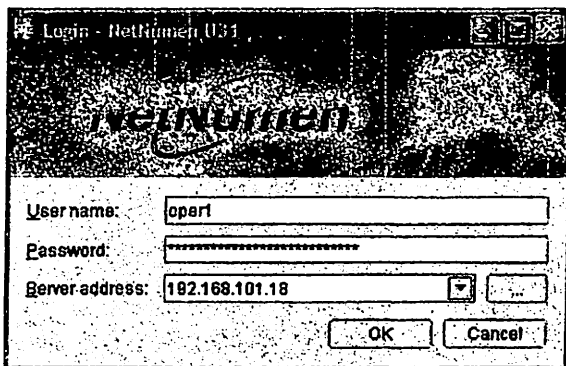 Login - NetNumen U31
NetNumen
User name: oper1
Password: **************************
Server address: 192.168.101.18 ...
OK Cancel